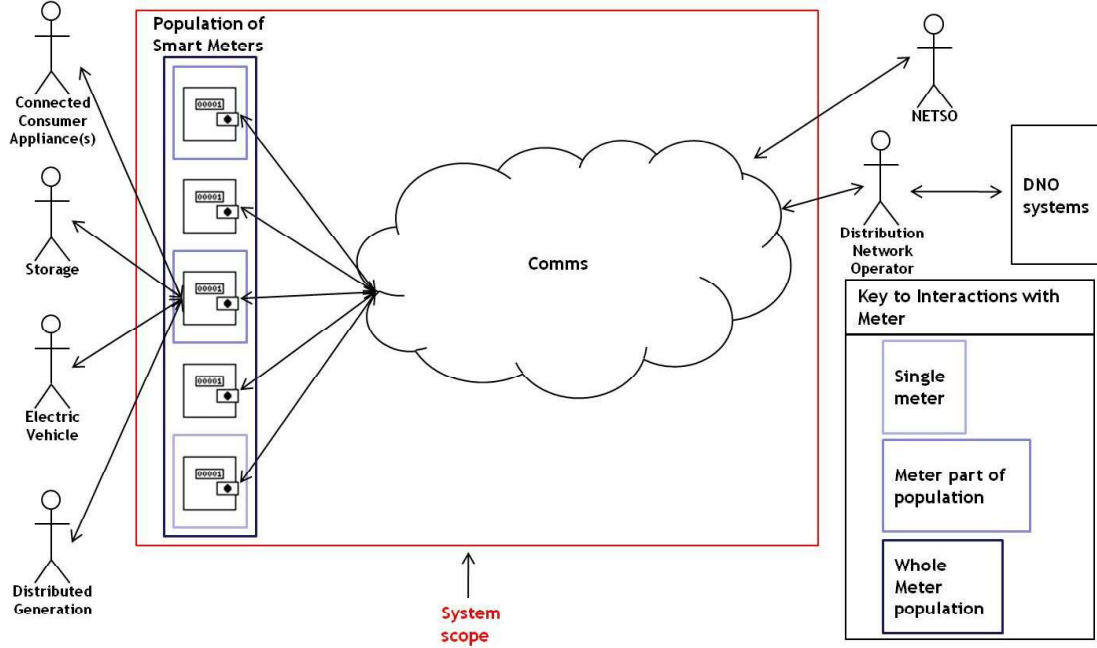 Population of
Smart Meters
Connected
Consumer
Appliance(s)
Storage
Electric
Vehicle
Distributed
Generation
00001
00001
00001
00001
00001
Comms
NETSO
Distribution
Network
Operator
DNO
systems
System
scope
Key to Interactions with
Meter
Single
meter
Meter part of
population
Whole
Meter
population